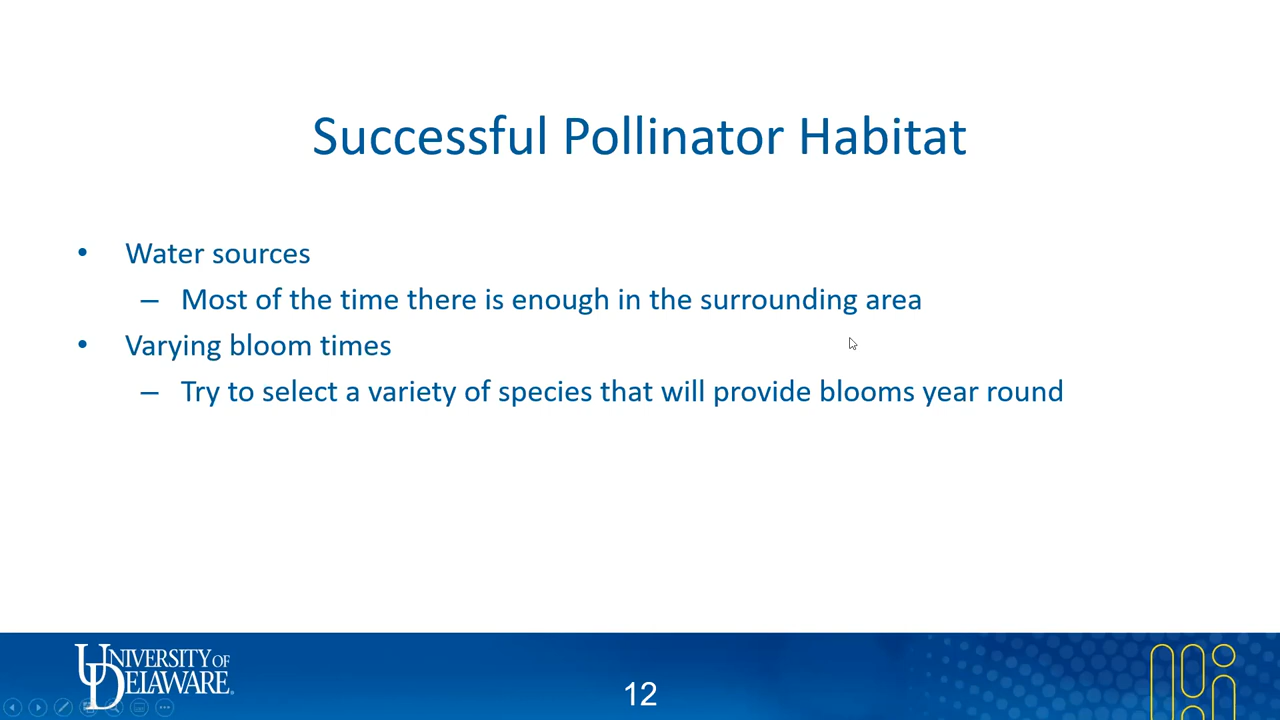 Successful Pollinator Habitat
• Water sources
– Most of the time there is enough in the surrounding area
• Varying bloom times
– Try to select a variety of species that will provide blooms year round
UNIVERSITY OF
DELAWARE
12